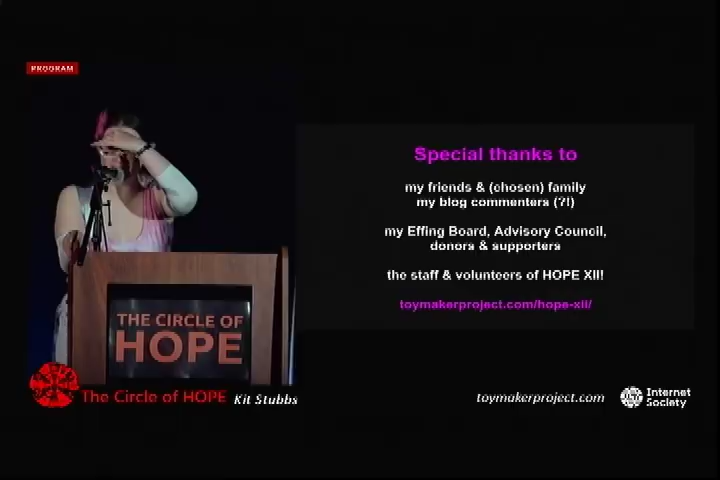 PROGRAM
Special thanks to
my friends & (chosen) family
my blog commenters (?!)
my Effing Board, Advisory Council,
donors & supporters
the staff & volunteers of HOPE XII!
toymakerproject.com/hope-xii/
THE CIRCLE OF
HOPE
The Circle of HOPE
Kit Stubbs
toymakerproject.com
Internet
Society